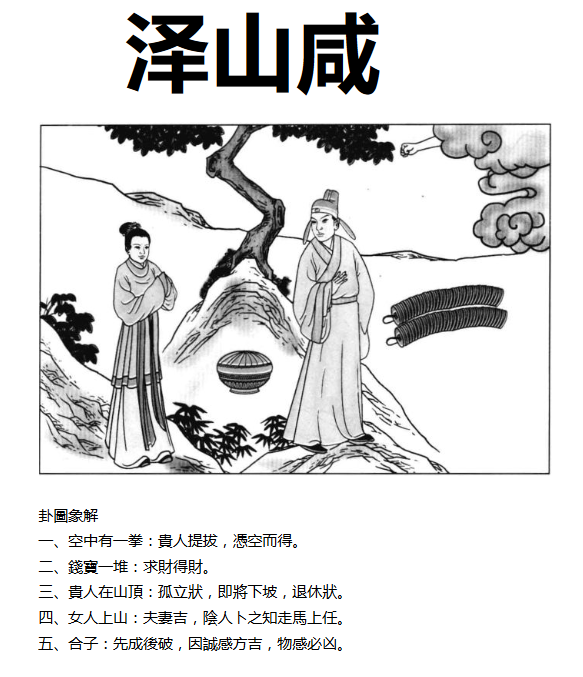 泽山咸
卦圖象解
一、空中有一拳：貴人提拔，憑空而得。
二、錢寶一堆：求財得財。
三、貴人在山頂：孤立狀，即將下坡，退休狀。
四、女人上山：夫妻吉，陰人卜之知走馬上任。
五、合子：先成後破，因誠感方吉，物感必凶。